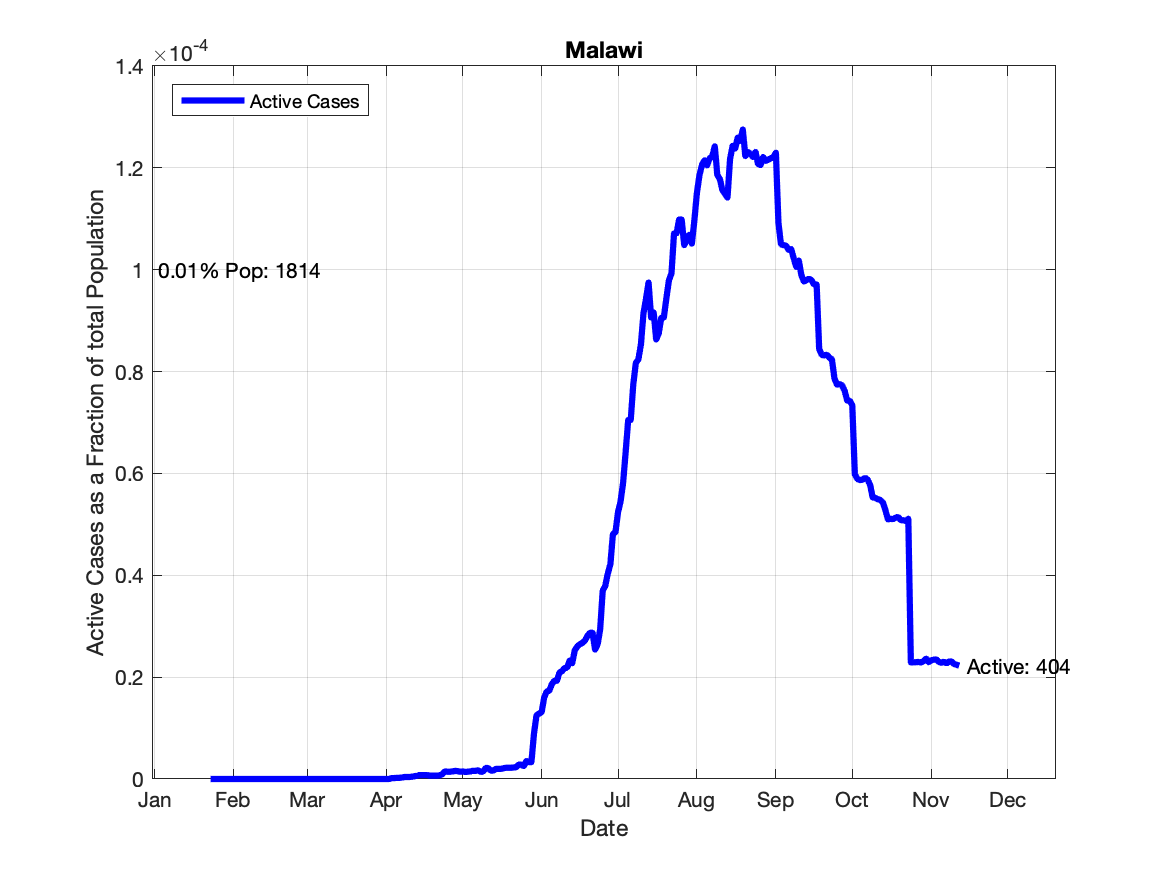 Malawi
×10-4
1.4
1.2
1
0.8
0.6
0.4
0.2
0
Active Cases as a Fraction of total Population
Active Cases
0.01% Pop: 1814
Active: 404
Jan Feb Mar Apr May Jun Jul Aug Sep Oct Nov Dec
Date